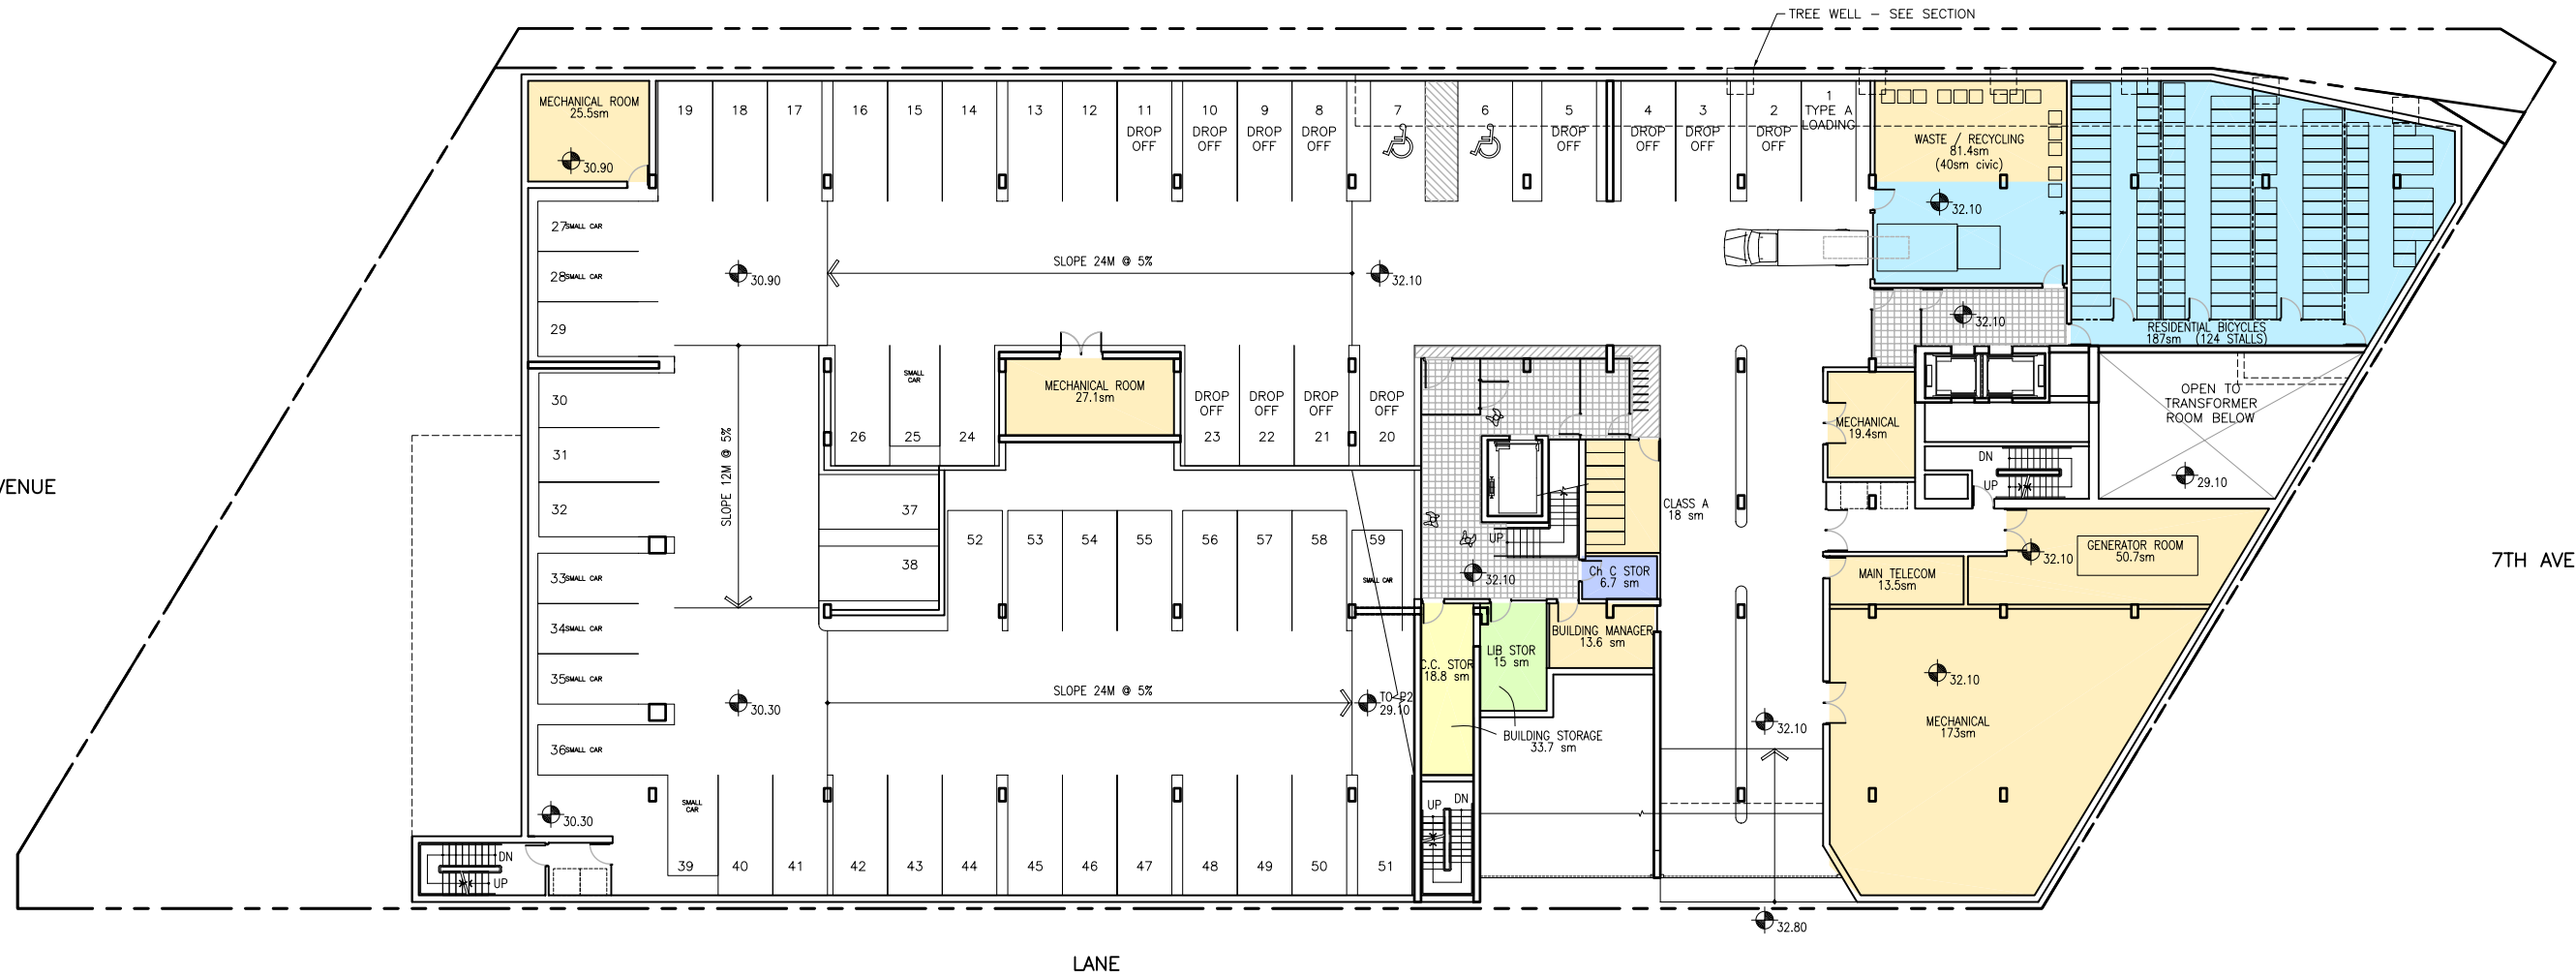 TREE WELL - SEE SECTION
MECHANICAL ROOM
25.5sm
30.90
19
18
17
16
15
14
13
12
11
DROP
OFF
10
DROP
OFF
9
DROP
OFF
8
DROP
OFF
7
6
5
DROP
OFF
4
DROP
OFF
3
DROP
OFF
2
DROP
OFF
1
TYPE A
LOADING
WASTE / RECYCLING
81.4sm
(40sm civic)
32.10
RESIDENTIAL BICYCLES
187sm (124 STALLS)
27 SMALL CAR
28 SMALL CAR
29
30.90
SLOPE 24M @ 5%
32.10
32.10
30
31
32
33 SMALL CAR
34 SMALL CAR
35 SMALL CAR
36 SMALL CAR
SLOPE 12M @ 5%
26
SMALL
CAR
25
24
MECHANICAL ROOM
27.1sm
DROP
OFF
23
DROP
OFF
22
DROP
OFF
21
DROP
OFF
20
MECHANICAL
19.4sm
OPEN TO
TRANSFORMER
ROOM BELOW
29.10
DN
UP
VENUE
37
38
52
53
54
55
56
57
58
59
SMALL CAR
UP
CLASS A
18 sm
32.10
Ch C STOR
6.7 sm
GENERATOR ROOM
50.7sm
32.10
MAIN TELECOM
13.5sm
7TH AVE
C.C. STOR
18.8 sm
LIB STOR
15 sm
BUILDING MANAGER
13.6 sm
30.30
SLOPE 24M @ 5%
TO P2
29.10
BUILDING STORAGE
33.7 sm
32.10
32.10
MECHANICAL
173sm
30.30
SMALL
CAR
39
40
41
42
43
44
45
46
47
48
49
50
51
UP
DN
DN
UP
32.80
LANE